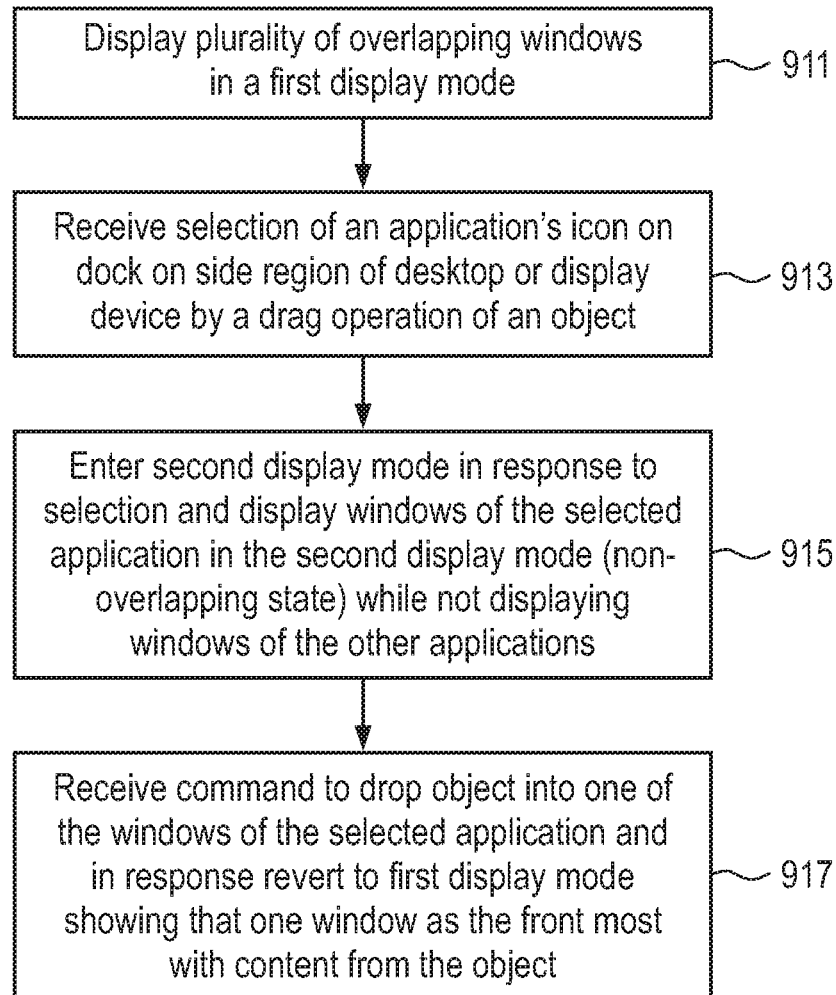 Display plurality of overlapping windows
in a first display mode
911
Receive selection of an application's icon on
dock on side region of desktop or display
device by a drag operation of an object
913
Enter second display mode in response to
selection and display windows of the selected
application in the second display mode (non-
overlapping state) while not displaying
windows of the other applications
915
Receive command to drop object into one of
the windows of the selected application and
in response revert to first display mode
showing that one window as the front most
with content from the object
917